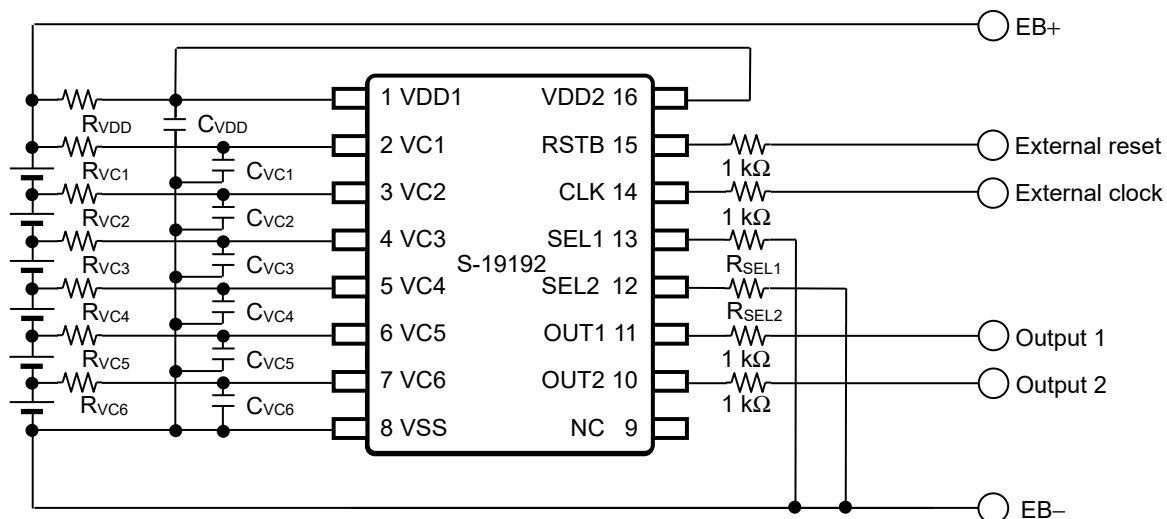 EB+
1 VDD1
VDD2 16
RVDD
CVDD
2 VC1
RSTB 15
External reset
RVC1
CVC1
1 kΩ
3 VC2
CLK 14
External clock
RVC2
CVC2
1 kΩ
4 VC3
SEL1 13
RVC3
CVC3
S-19192
RSEL1
5 VC4
SEL2 12
RVC4
CVC4
RSEL2
6 VC5
OUT1 11
Output 1
RVC5
CVC5
1 kΩ
7 VC6
OUT2 10
Output 2
RVC6
CVC6
1 kΩ
8 VSS
NC 9
EB−